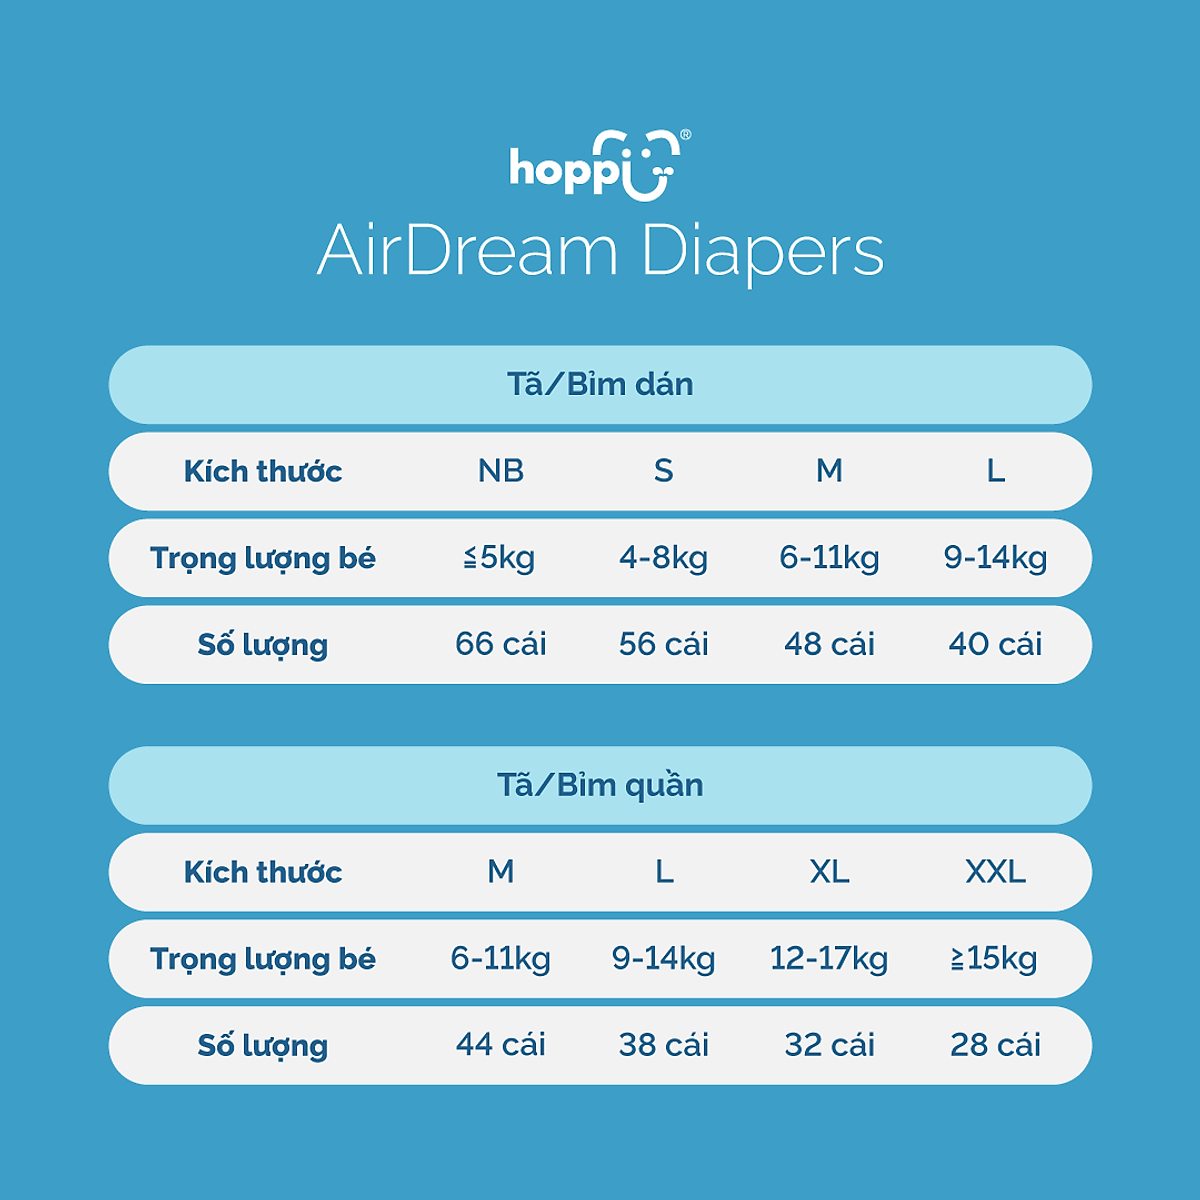 hoppi®
AirDream Diapers
Tã/Bỉm dán
Kích thước NB S M L
Trọng lượng bé ≦5kg 4-8kg 6-11kg 9-14kg
Số lượng 66 cái 56 cái 48 cái 40 cái
Tã/Bỉm quần
Kích thước M L XL XXL
Trọng lượng bé 6-11kg 9-14kg 12-17kg ≧15kg
Số lượng 44 cái 38 cái 32 cái 28 cái